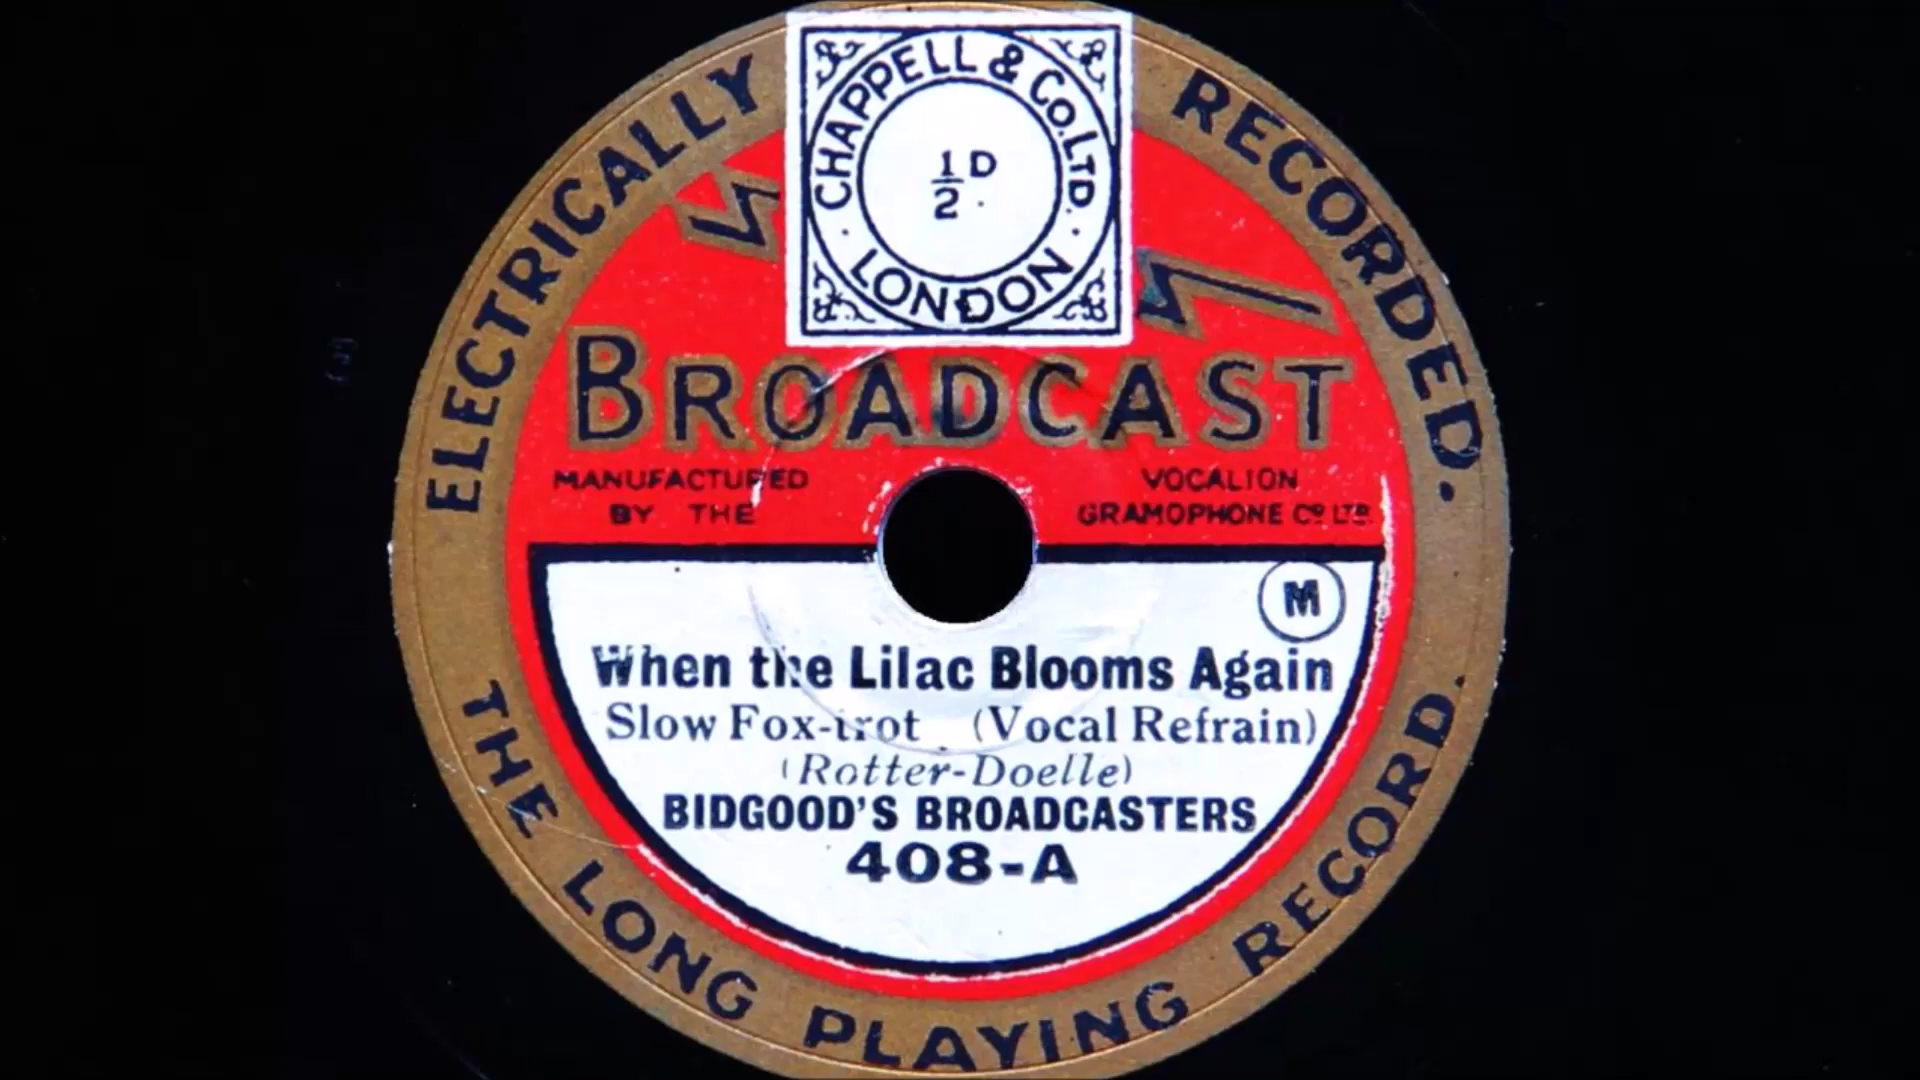 ELECTRICALLY RECORDED.
CHAPPELL & CO. LTD.
1/2 D
· LONDON ·
BROADCAST
MANUFACTURED BY THE
VOCALION GRAMOPHONE CO LTD.
M
When the Lilac Blooms Again
Slow Fox-trot (Vocal Refrain)
(Rotter-Doelle)
BIDGOOD'S BROADCASTERS
408-A
THE LONG PLAYING RECORD.